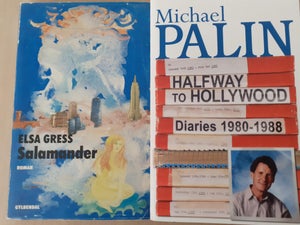 ELSA GRESS
Salamander
ROMAN
GYLDENDAL
Michael
PALIN
HALFWAY
TO HOLLYWOOD
Diaries 1980-1988